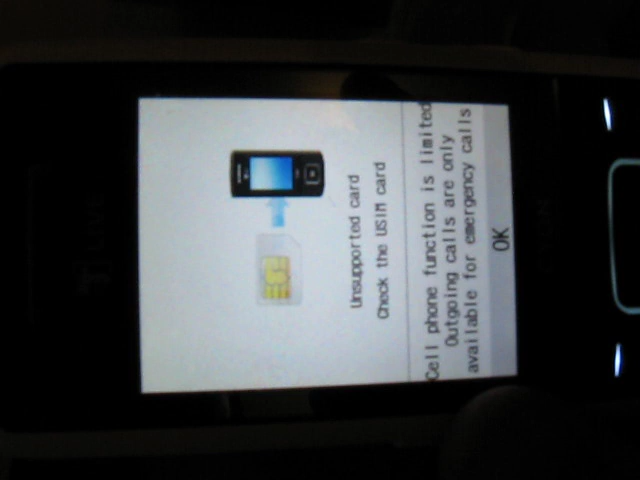 Unsupported card
Check the USIM card
Cell phone function is limited
Outgoing calls are only
available for emergency calls
OK